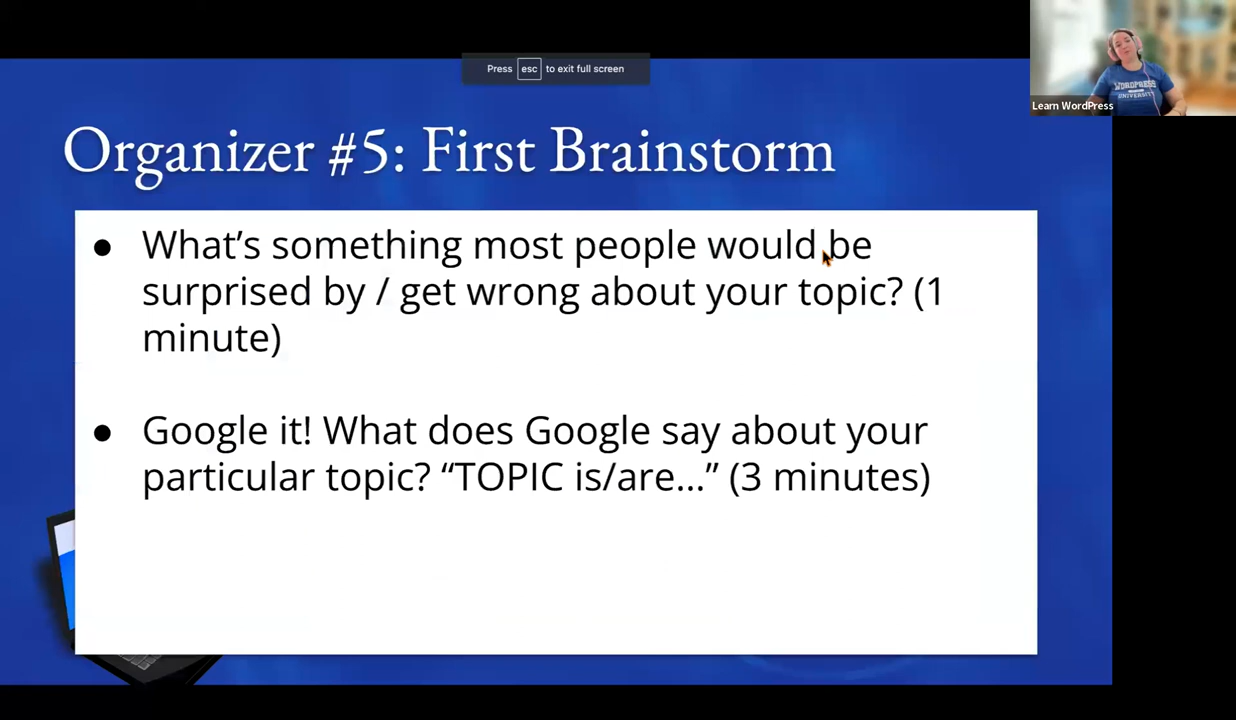 Press esc to exit full screen
WORDPRESS
UNIVERSITY
Learn WordPress
Organizer #5: First Brainstorm
● What’s something most people would be
surprised by / get wrong about your topic? (1
minute)
● Google it! What does Google say about your
particular topic? “TOPIC is/are...” (3 minutes)